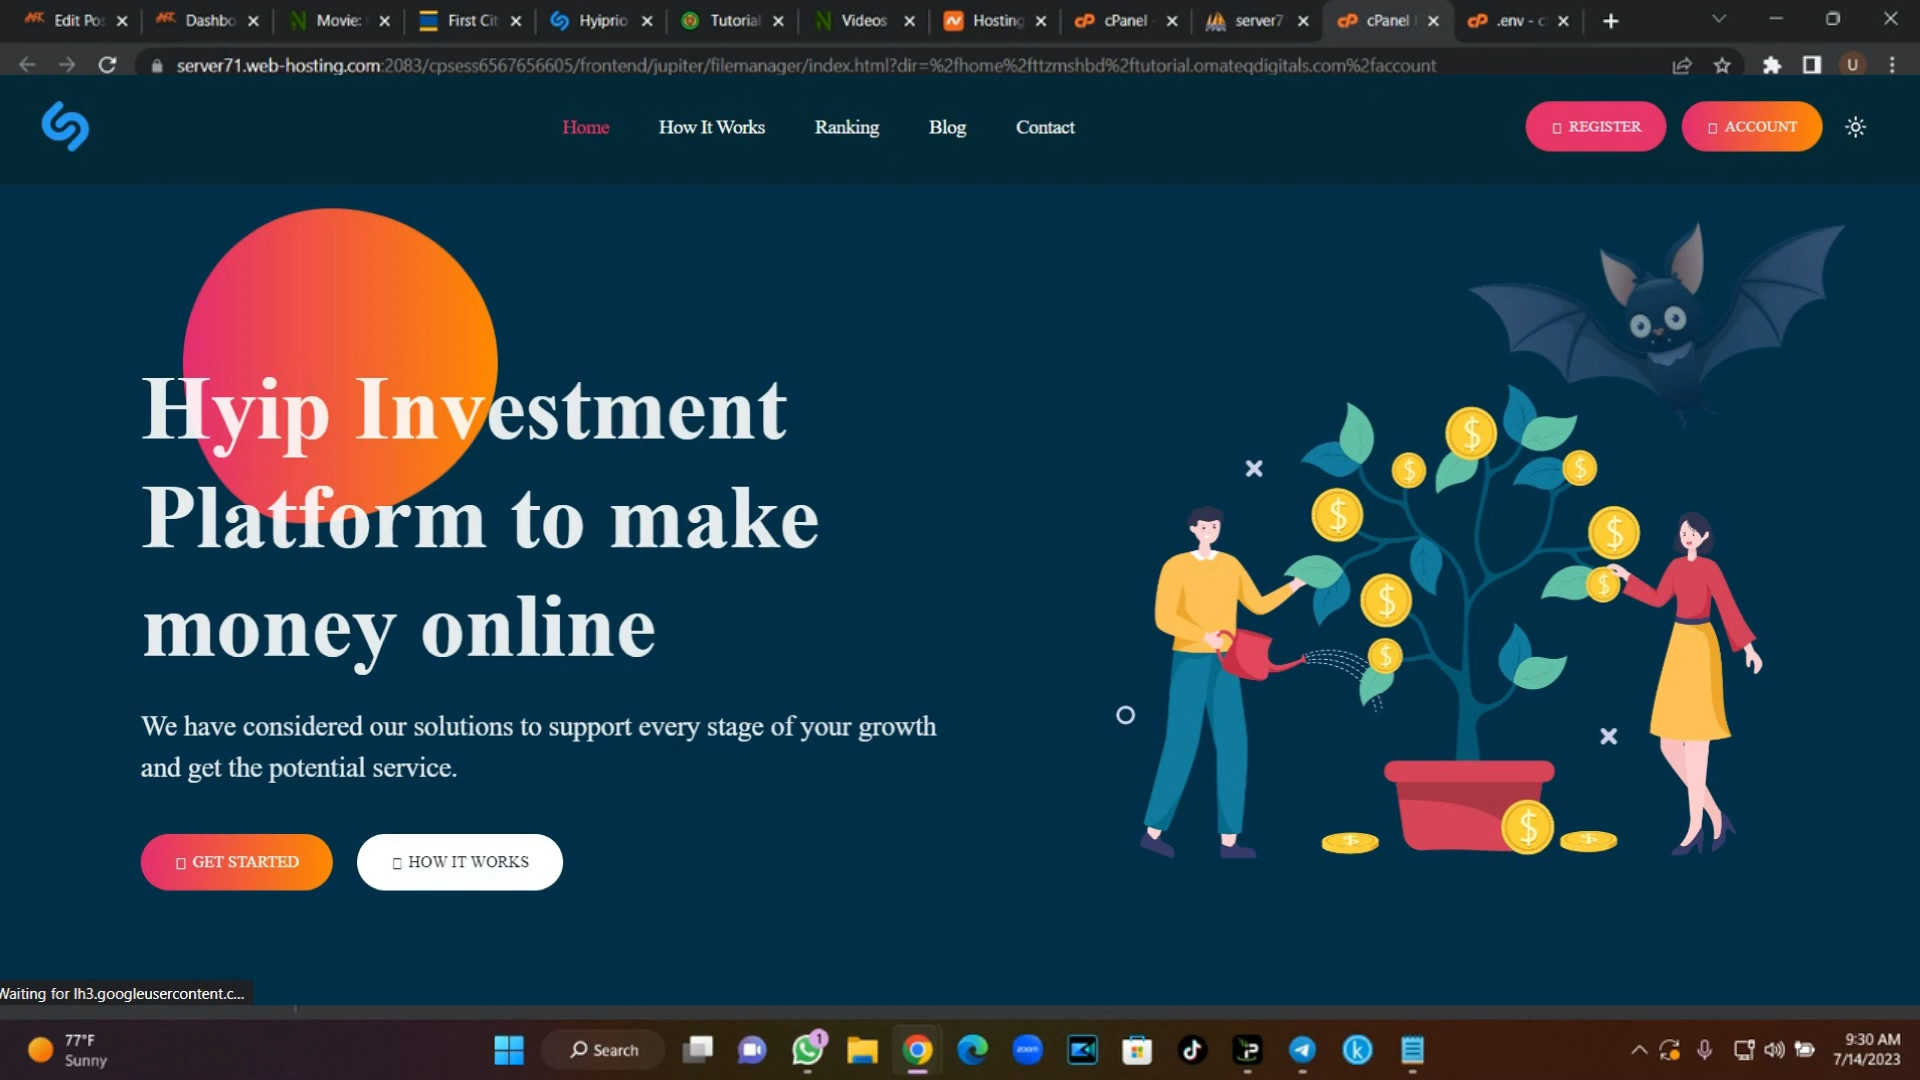 Edit Po
Dashbo
Movie:
First Cit
Hyiprio
Tutorial
Videos
Hosting
cPanel
server7
cPanel
.env - c
server71.web-hosting.com:2083/cpsess6567656605/frontend/jupiter/filemanager/index.html?dir=%2fhome%2fttzmshbd%2ftutorial.omateqdigitals.com%2faccount
U
Home
How It Works
Ranking
Blog
Contact
REGISTER
ACCOUNT
Hyip Investment
Platform to make
money online
We have considered our solutions to support every stage of your growth
and get the potential service.
GET STARTED
HOW IT WORKS
Waiting for lh3.googleusercontent.c...
77°F
Sunny
Search
1
zoom
9:30 AM
7/14/2023